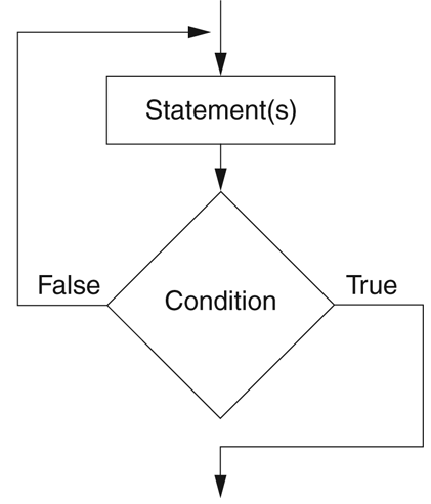 Statement(s)
False
True
Condition